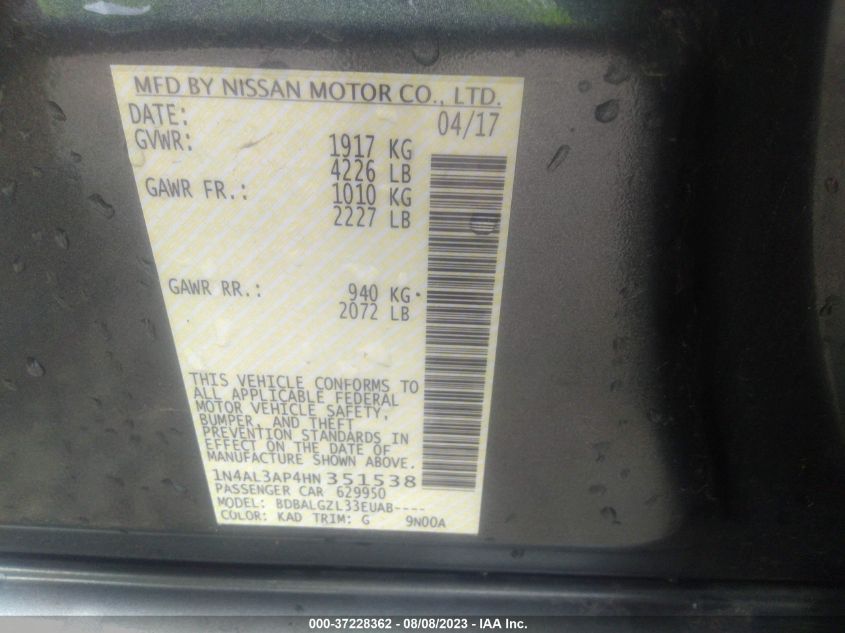 MFD BY NISSAN MOTOR CO., LTD.
DATE: 04/17
GVWR: 1917 KG
4226 LB
GAWR FR.: 1010 KG
2227 LB
GAWR RR.: 940 KG
2072 LB
THIS VEHICLE CONFORMS TO
ALL APPLICABLE FEDERAL
MOTOR VEHICLE SAFETY,
BUMPER, AND THEFT
PREVENTION STANDARDS IN
EFFECT ON THE DATE OF
MANUFACTURE SHOWN ABOVE.
1N4AL3AP4HN351538
PASSENGER CAR 629950
MODEL: BDBALGZL33EUAB----
COLOR: KAD TRIM: G 9N00A
000-37228362 - 08/08/2023 - IAA Inc.